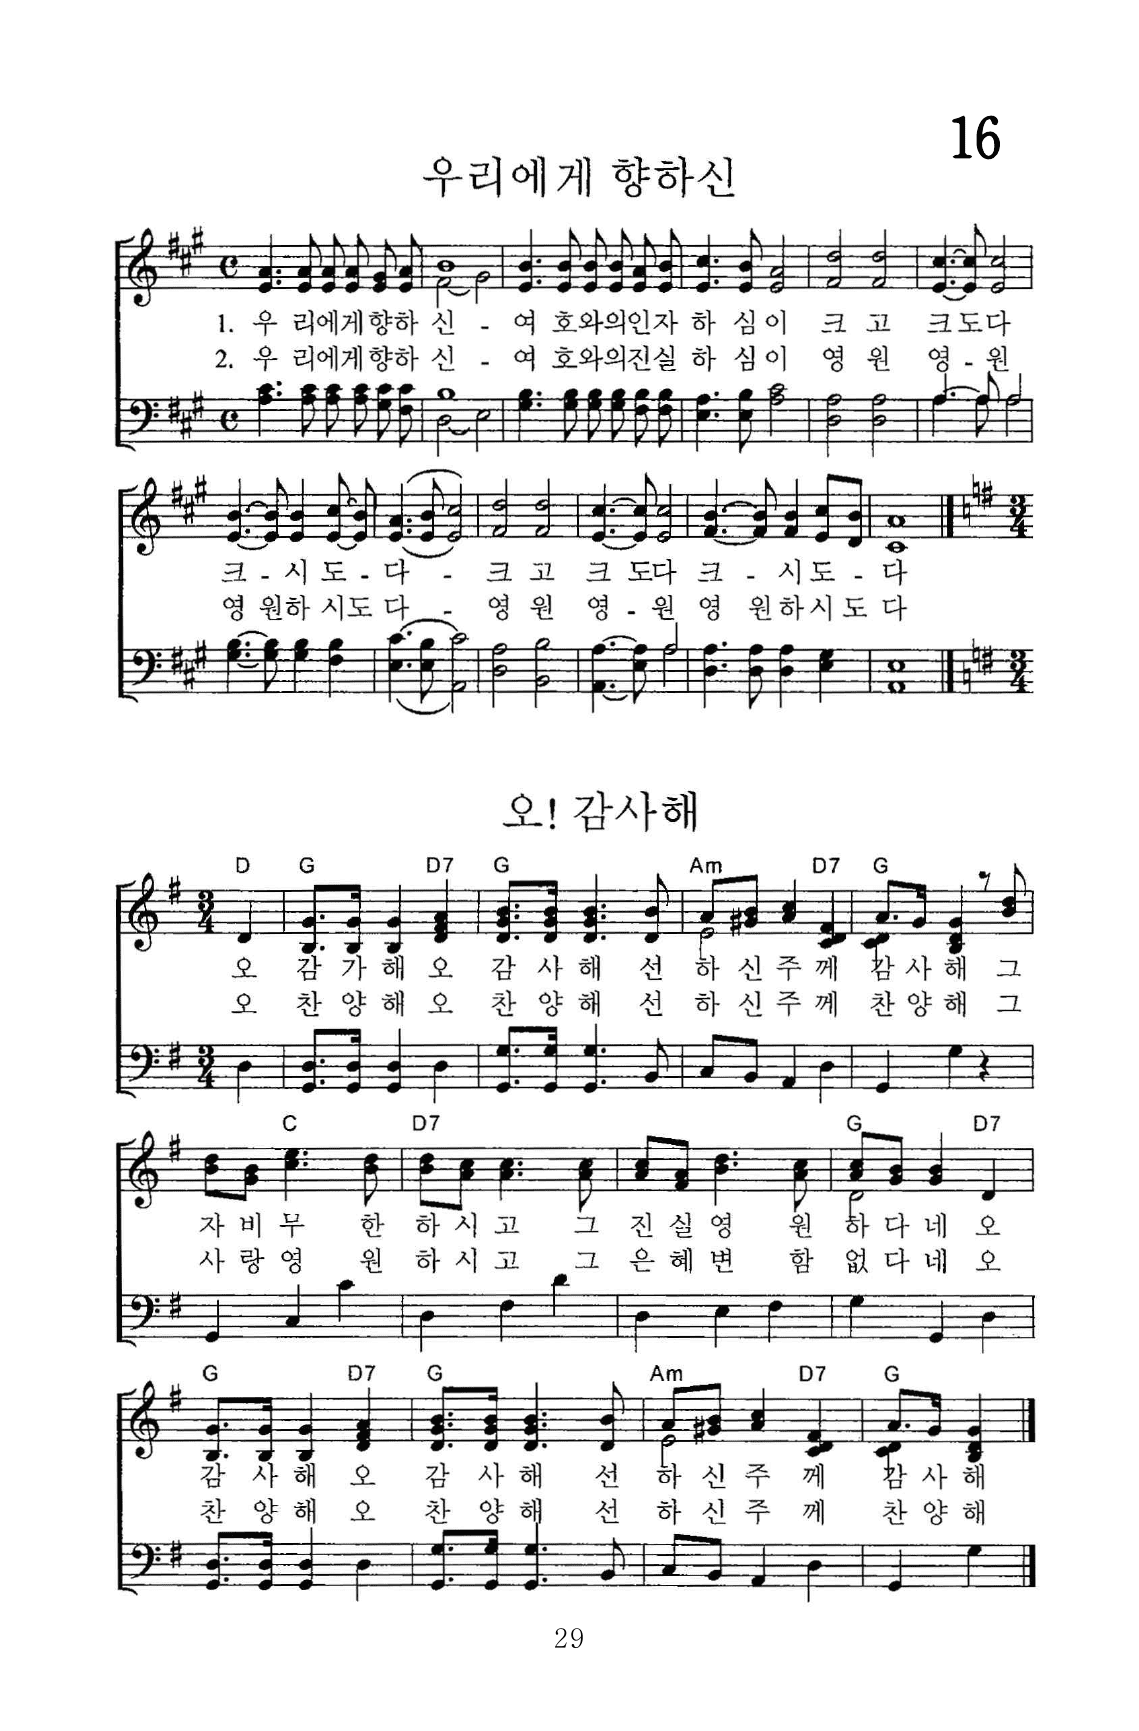 16
우리에게 향하신
1. 우 리에게향하 신 - 여 호와의인자 하 심이 크 고 크도다
2. 우 리에게향하 신 - 여 호와의진실 하 심이 영 원 영 - 원
크 - 시 도 - 다 - 크 고 크 도다 크 - 시 도 - 다
영 원하 시도 다 - 영 원 영 - 원 영 원하시도 다
오! 감사해
D G D7 G Am D7 G
오 감 가 해 오 감 사 해 선 하 신 주 께 감 사 해 그
오 찬 양 해 오 찬 양 해 선 하 신 주 께 찬 양 해 그
C D7 G D7
자 비 무 한 하 시 고 그 진 실 영 원 하 다 네 오
사 랑 영 원 하 시 고 그 은 혜 변 함 없 다 네 오
G D7 G Am D7 G
감 사 해 오 감 사 해 선 하 신 주 께 감 사 해
찬 양 해 오 찬 양 해 선 하 신 주 께 찬 양 해
29